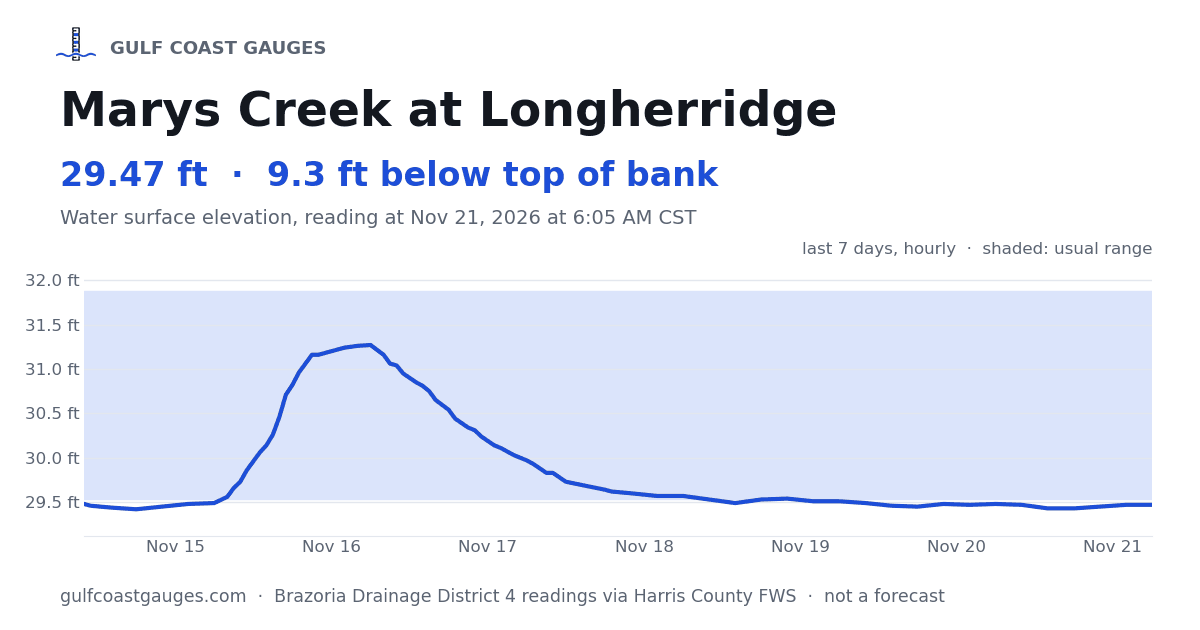 GULF COAST GAUGES
Marys Creek at Longherridge
29.47 ft · 9.3 ft below top of bank
Water surface elevation, reading at Nov 21, 2026 at 6:05 AM CST
last 7 days, hourly · shaded: usual range
32.0 ft
31.5 ft
31.0 ft
30.5 ft
30.0 ft
29.5 ft
Nov 15 Nov 16 Nov 17 Nov 18 Nov 19 Nov 20 Nov 21
gulfcoastgauges.com · Brazoria Drainage District 4 readings via Harris County FWS · not a forecast